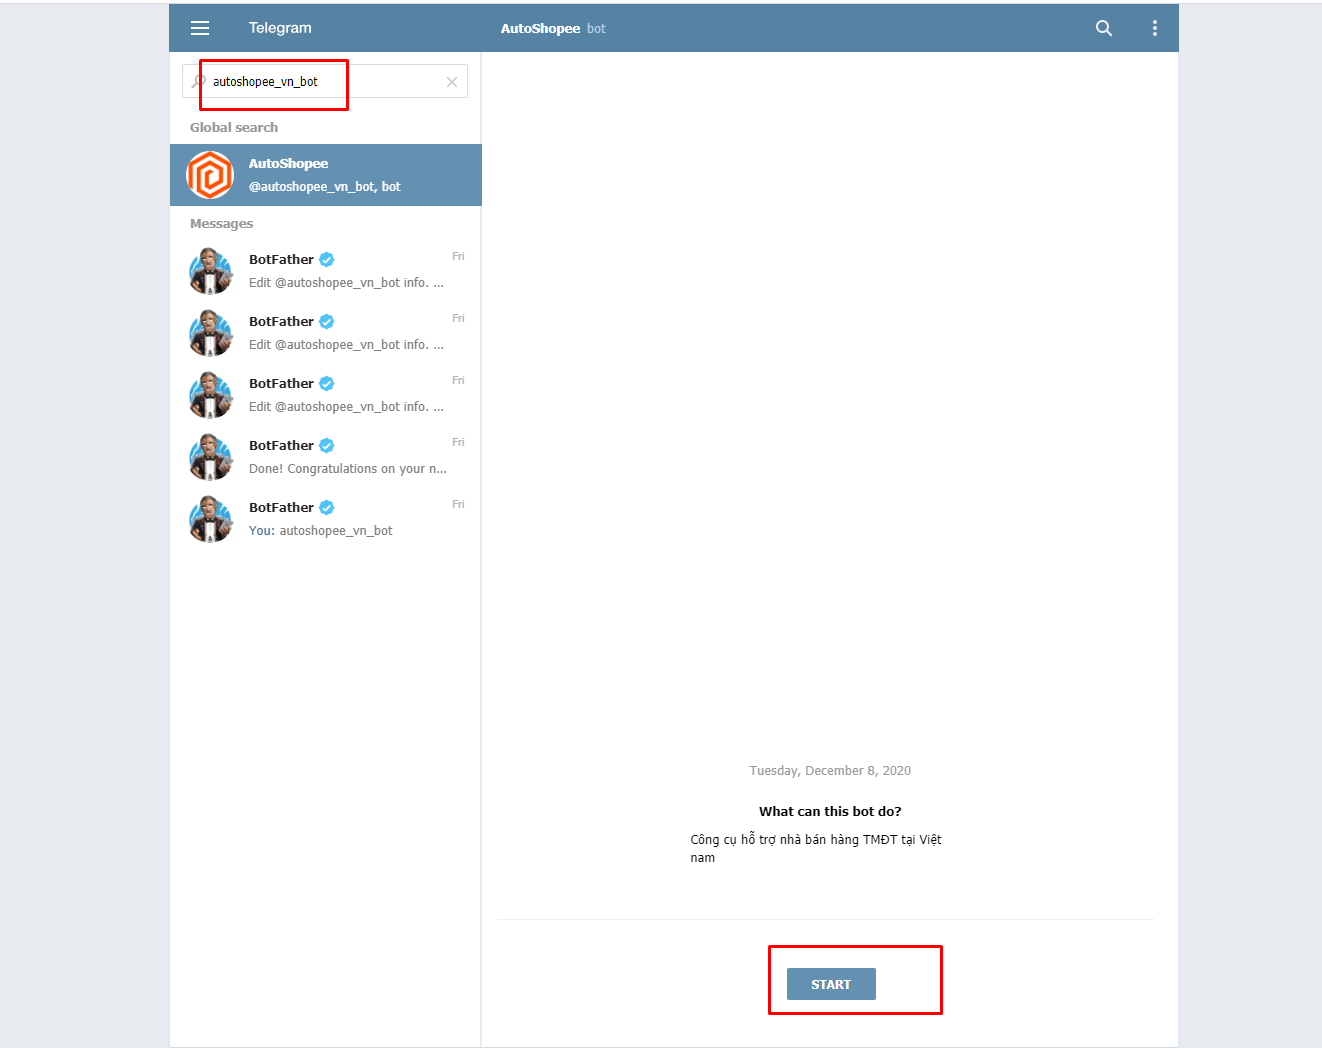 Telegram
AutoShopee bot
autoshopee_vn_bot
Global search
AutoShopee
@autoshopee_vn_bot, bot
Messages
BotFather Fri
Edit @autoshopee_vn_bot info. ...
BotFather Fri
Edit @autoshopee_vn_bot info. ...
BotFather Fri
Edit @autoshopee_vn_bot info. ...
BotFather Fri
Done! Congratulations on your n...
BotFather Fri
You: autoshopee_vn_bot
Tuesday, December 8, 2020
What can this bot do?
Công cụ hỗ trợ nhà bán hàng TMĐT tại Việt
nam
START